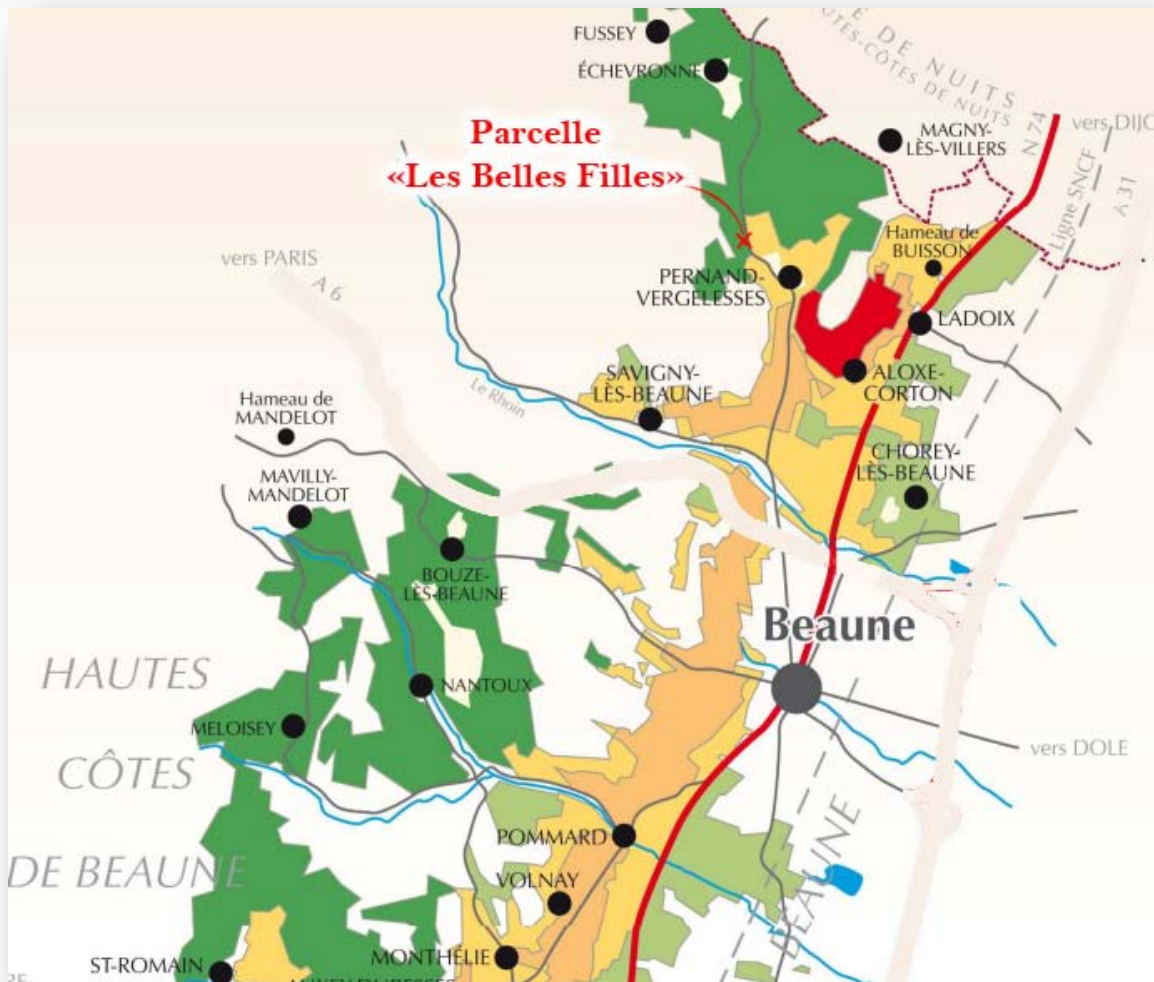 FUSSEY
ÉCHEVRONNE
DE NUITS
CÔTES DE NUITS
N 74
vers
MAGNY-
LÈS-VILLERS
Parcelle
«Les Belles Filles»
Ligne SNCF
A 31
Hameau de
BUISSON
vers PARIS
A 6
PERNAND-
VERGELESSES
LADOIX
SAVIGNY-
LÈS-BEAUNE
ALOXE-
CORTON
Le Rhoin
Hameau de
MANDELOT
CHOREY-
LÈS-BEAUNE
MAVILLY-
MANDELOT
BOUZE-
LÈS-BEAUNE
Beaune
HAUTES
CÔTES
DE BEAUNE
NANTOUX
MELOISEY
vers DOLE
POMMARD
BEAUNE
VOLNAY
MONTHÉLIE
ST-ROMAIN